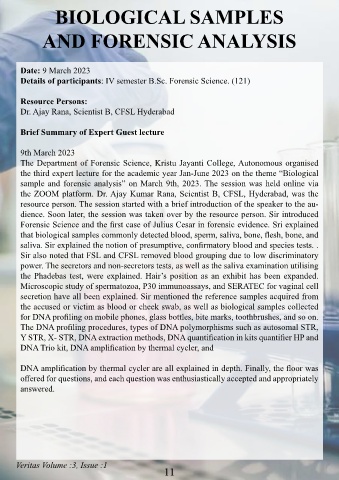 BIOLOGICAL SAMPLES
AND FORENSIC ANALYSIS
Date: 9 March 2023
Details of participants: IV semester B.Sc. Forensic Science. (121)
Resource Persons:
Dr. Ajay Rana, Scientist B, CFSL Hyderabad
Brief Summary of Expert Guest lecture
9th March 2023
The Department of Forensic Science, Kristu Jayanti College, Autonomous organised
the third expert lecture for the academic year Jan-June 2023 on the theme “Biological
sample and forensic analysis” on March 9th, 2023. The session was held online via
the ZOOM platform. Dr. Ajay Kumar Rana, Scientist B, CFSL, Hyderabad, was the
resource person. The session started with a brief introduction of the speaker to the au-
dience. Soon later, the session was taken over by the resource person. Sir introduced
Forensic Science and the first case of Julius Cesar in forensic evidence. Sri explained
that biological samples commonly detected blood, sperm, saliva, bone, flesh, bone, and
saliva. Sir explained the notion of presumptive, confirmatory blood and species tests. .
Sir also noted that FSL and CFSL removed blood grouping due to low discriminatory
power. The secretors and non-secretors tests, as well as the saliva examination utilising
the Phadebas test, were explained. Hair’s position as an exhibit has been expanded.
Microscopic study of spermatozoa, P30 immunoassays, and SERATEC for vaginal cell
secretion have all been explained. Sir mentioned the reference samples acquired from
the accused or victim as blood or cheek swab, as well as biological samples collected
for DNA profiling on mobile phones, glass bottles, bite marks, toothbrushes, and so on.
The DNA profiling procedures, types of DNA polymorphisms such as autosomal STR,
Y STR, X- STR, DNA extraction methods, DNA quantification in kits quantifier HP and
DNA Trio kit, DNA amplification by thermal cycler, and
DNA amplification by thermal cycler are all explained in depth. Finally, the floor was
offered for questions, and each question was enthusiastically accepted and appropriately
answered.
Veritas Volume :3, Issue :1
11